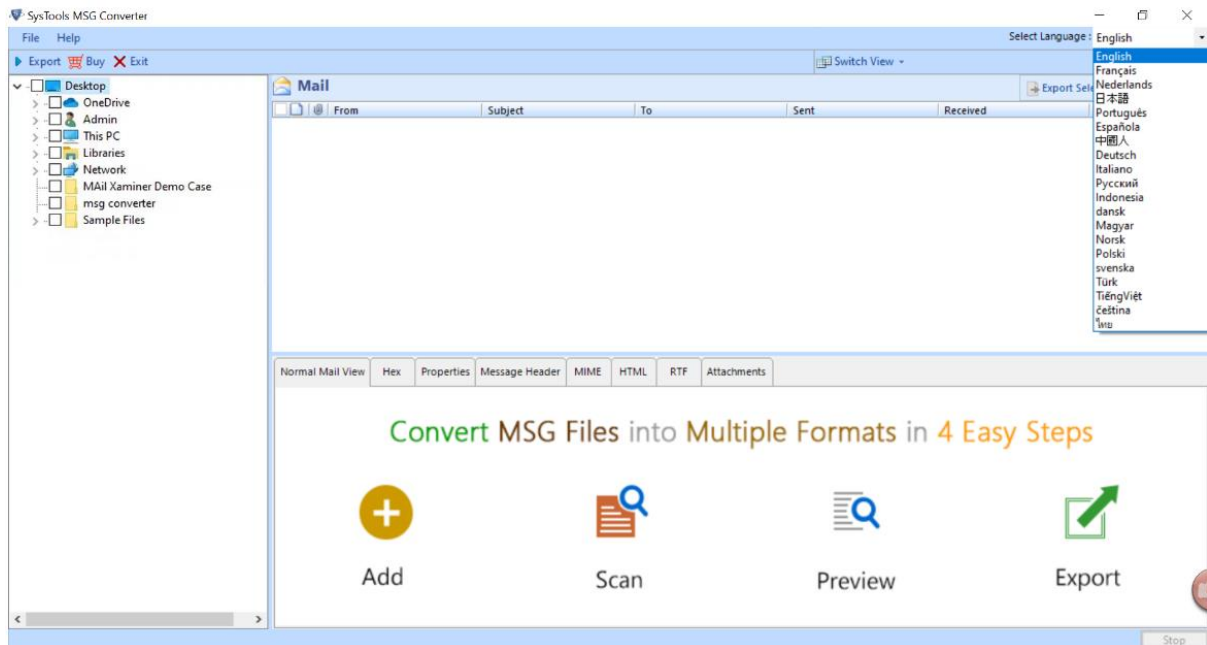 SysTools MSG Converter
File Help
Select Language : English
Export Buy Exit
Switch View
English
Français
Nederlands
日本語
Português
Española
中國人
Deutsch
Italiano
Русский
Indonesia
dansk
Magyar
Norsk
Polski
svenska
Türk
TiếngViệt
čeština
ไทย
Desktop
OneDrive
Admin
This PC
Libraries
Network
MAil Xaminer Demo Case
msg converter
Sample Files
Mail
Export
From Subject To Sent Received
Normal Mail View Hex Properties Message Header MIME HTML RTF Attachments
Convert MSG Files into Multiple Formats in 4 Easy Steps
Add Scan Preview Export
Stop